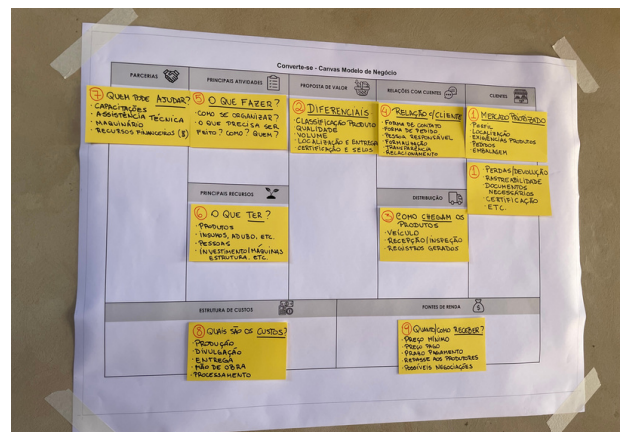 Converte-se - Canvas Modelo de Negócio
PARCERIAS
7 QUEM PODE AJUDAR?
· CAPACITAÇÕES
· ASSISTÊNCIA TÉCNICA
· MAQUINÁRIO
· RECURSOS FINANCEIROS ($)
PRINCIPAIS ATIVIDADES
5 O QUE FAZER?
· COMO SE ORGANIZAR?
· O QUE PRECISA SER
FEITO? COMO? QUEM?
PRINCIPAIS RECURSOS
6 O QUE TER?
· PRODUTOS
· INSUMOS, ADUBO, ETC.
· PESSOAS
· INVESTIMENTO/MÁQUINAS
ESTRUTURA, ETC.
PROPOSTA DE VALOR
2 DIFERENCIAIS
· CLASSIFICAÇÃO PRODUTO
· QUALIDADE
· VOLUME
· LOCALIZAÇÃO E ENTREGA
· CERTIFICAÇÃO E SELOS
RELAÇÕES COM CLIENTES
4 RELAÇÃO c/CLIENTE
· FORMA DE CONTATO
· FORMA DE PEDIDO
· PESSOA RESPONSÁVEL
· FORMALIZAÇÃO
· TRANSPARÊNCIA
· RELACIONAMENTO
DISTRIBUIÇÃO
3 COMO CHEGAM OS
PRODUTOS
· VEÍCULO
· RECEPÇÃO/INSPEÇÃO
· REGISTROS GERADOS
CLIENTES
1 MERCADO PRIORIZADO
· PERFIL
· LOCALIZAÇÃO
· EXIGÊNCIAS PRODUTOS
· PEDIDOS
· EMBALAGEM
1 · PERDAS/DEVOLUÇÃO
· RASTREABILIDADE
· DOCUMENTOS
NECESSÁRIOS
· CERTIFICAÇÃO
· ETC.
ESTRUTURA DE CUSTOS
8 QUAIS SÃO OS CUSTOS?
· PRODUÇÃO
· DIVULGAÇÃO
· ENTREGA
· MÃO DE OBRA
· PROCESSAMENTO
FONTES DE RENDA
9 QUANTO/COMO RECEBER?
· PREÇO MÍNIMO
· PREÇO PAGO
· PRAZO PAGAMENTO
· REPASSE AOS PRODUTORES
· POSSÍVEIS NEGOCIAÇÕES